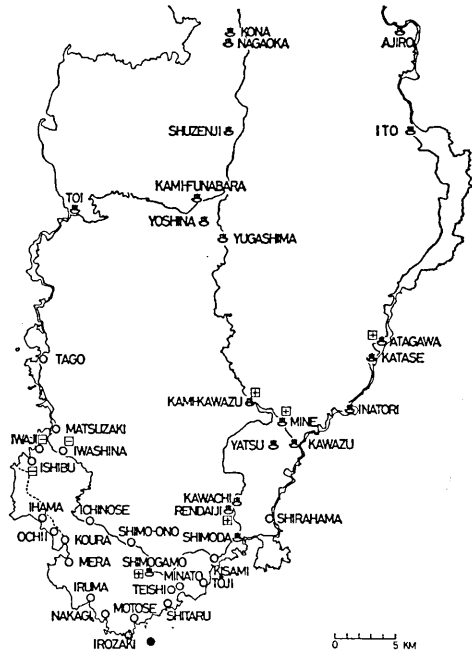 KONA
NAGAOKA
AJIRO
SHUZENJI
ITO
KAMI-FUNABARA
TOI
YOSHINA
YUGASHIMA
ATAGAWA
TAGO
KATASE
KAMI-KAWAZU
INATORI
MINE
MATSUZAKI
IWAJI
IWASHINA
YATSU
KAWAZU
ISHIBU
KAWACHI
RENDAIJI
IHAMA
ICHINOSE
SHIRAHAMA
OCHII
KOURA
SHIMO-ONO
SHIMODA
MERA
SHIMOGAMO
KISAMI
MINATO
TOJI
IRUMA
TEISHI
NAKAGI
MOTOSE
SHITARU
IROZAKI
0 5 KM